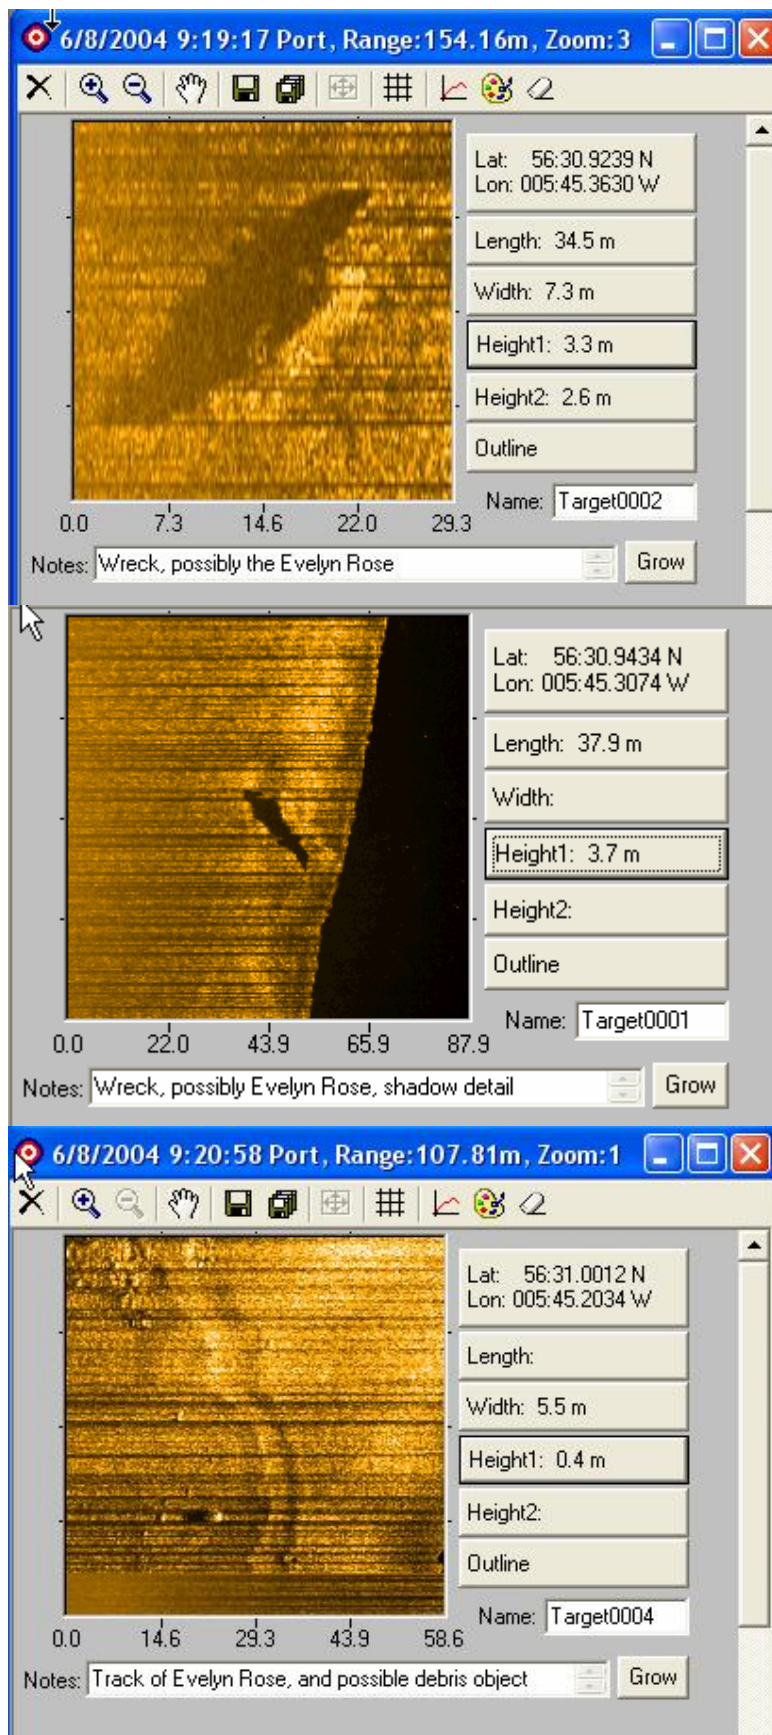 6/8/2004 9:19:17 Port, Range:154.16m, Zoom:3
Lat: 56:30.9239 N
Lon: 005:45.3630 W
Length: 34.5 m
Width: 7.3 m
Height1: 3.3 m
Height2: 2.6 m
Outline
Name: Target0002
0.0 7.3 14.6 22.0 29.3
Notes: Wreck, possibly the Evelyn Rose
Grow
Lat: 56:30.9434 N
Lon: 005:45.3074 W
Length: 37.9 m
Width:
Height1: 3.7 m
Height2:
Outline
Name: Target0001
0.0 22.0 43.9 65.9 87.9
Notes: Wreck, possibly Evelyn Rose, shadow detail
Grow
6/8/2004 9:20:58 Port, Range:107.81m, Zoom:1
Lat: 56:31.0012 N
Lon: 005:45.2034 W
Length:
Width: 5.5 m
Height1: 0.4 m
Height2:
Outline
Name: Target0004
0.0 14.6 29.3 43.9 58.6
Notes: Track of Evelyn Rose, and possible debris object
Grow